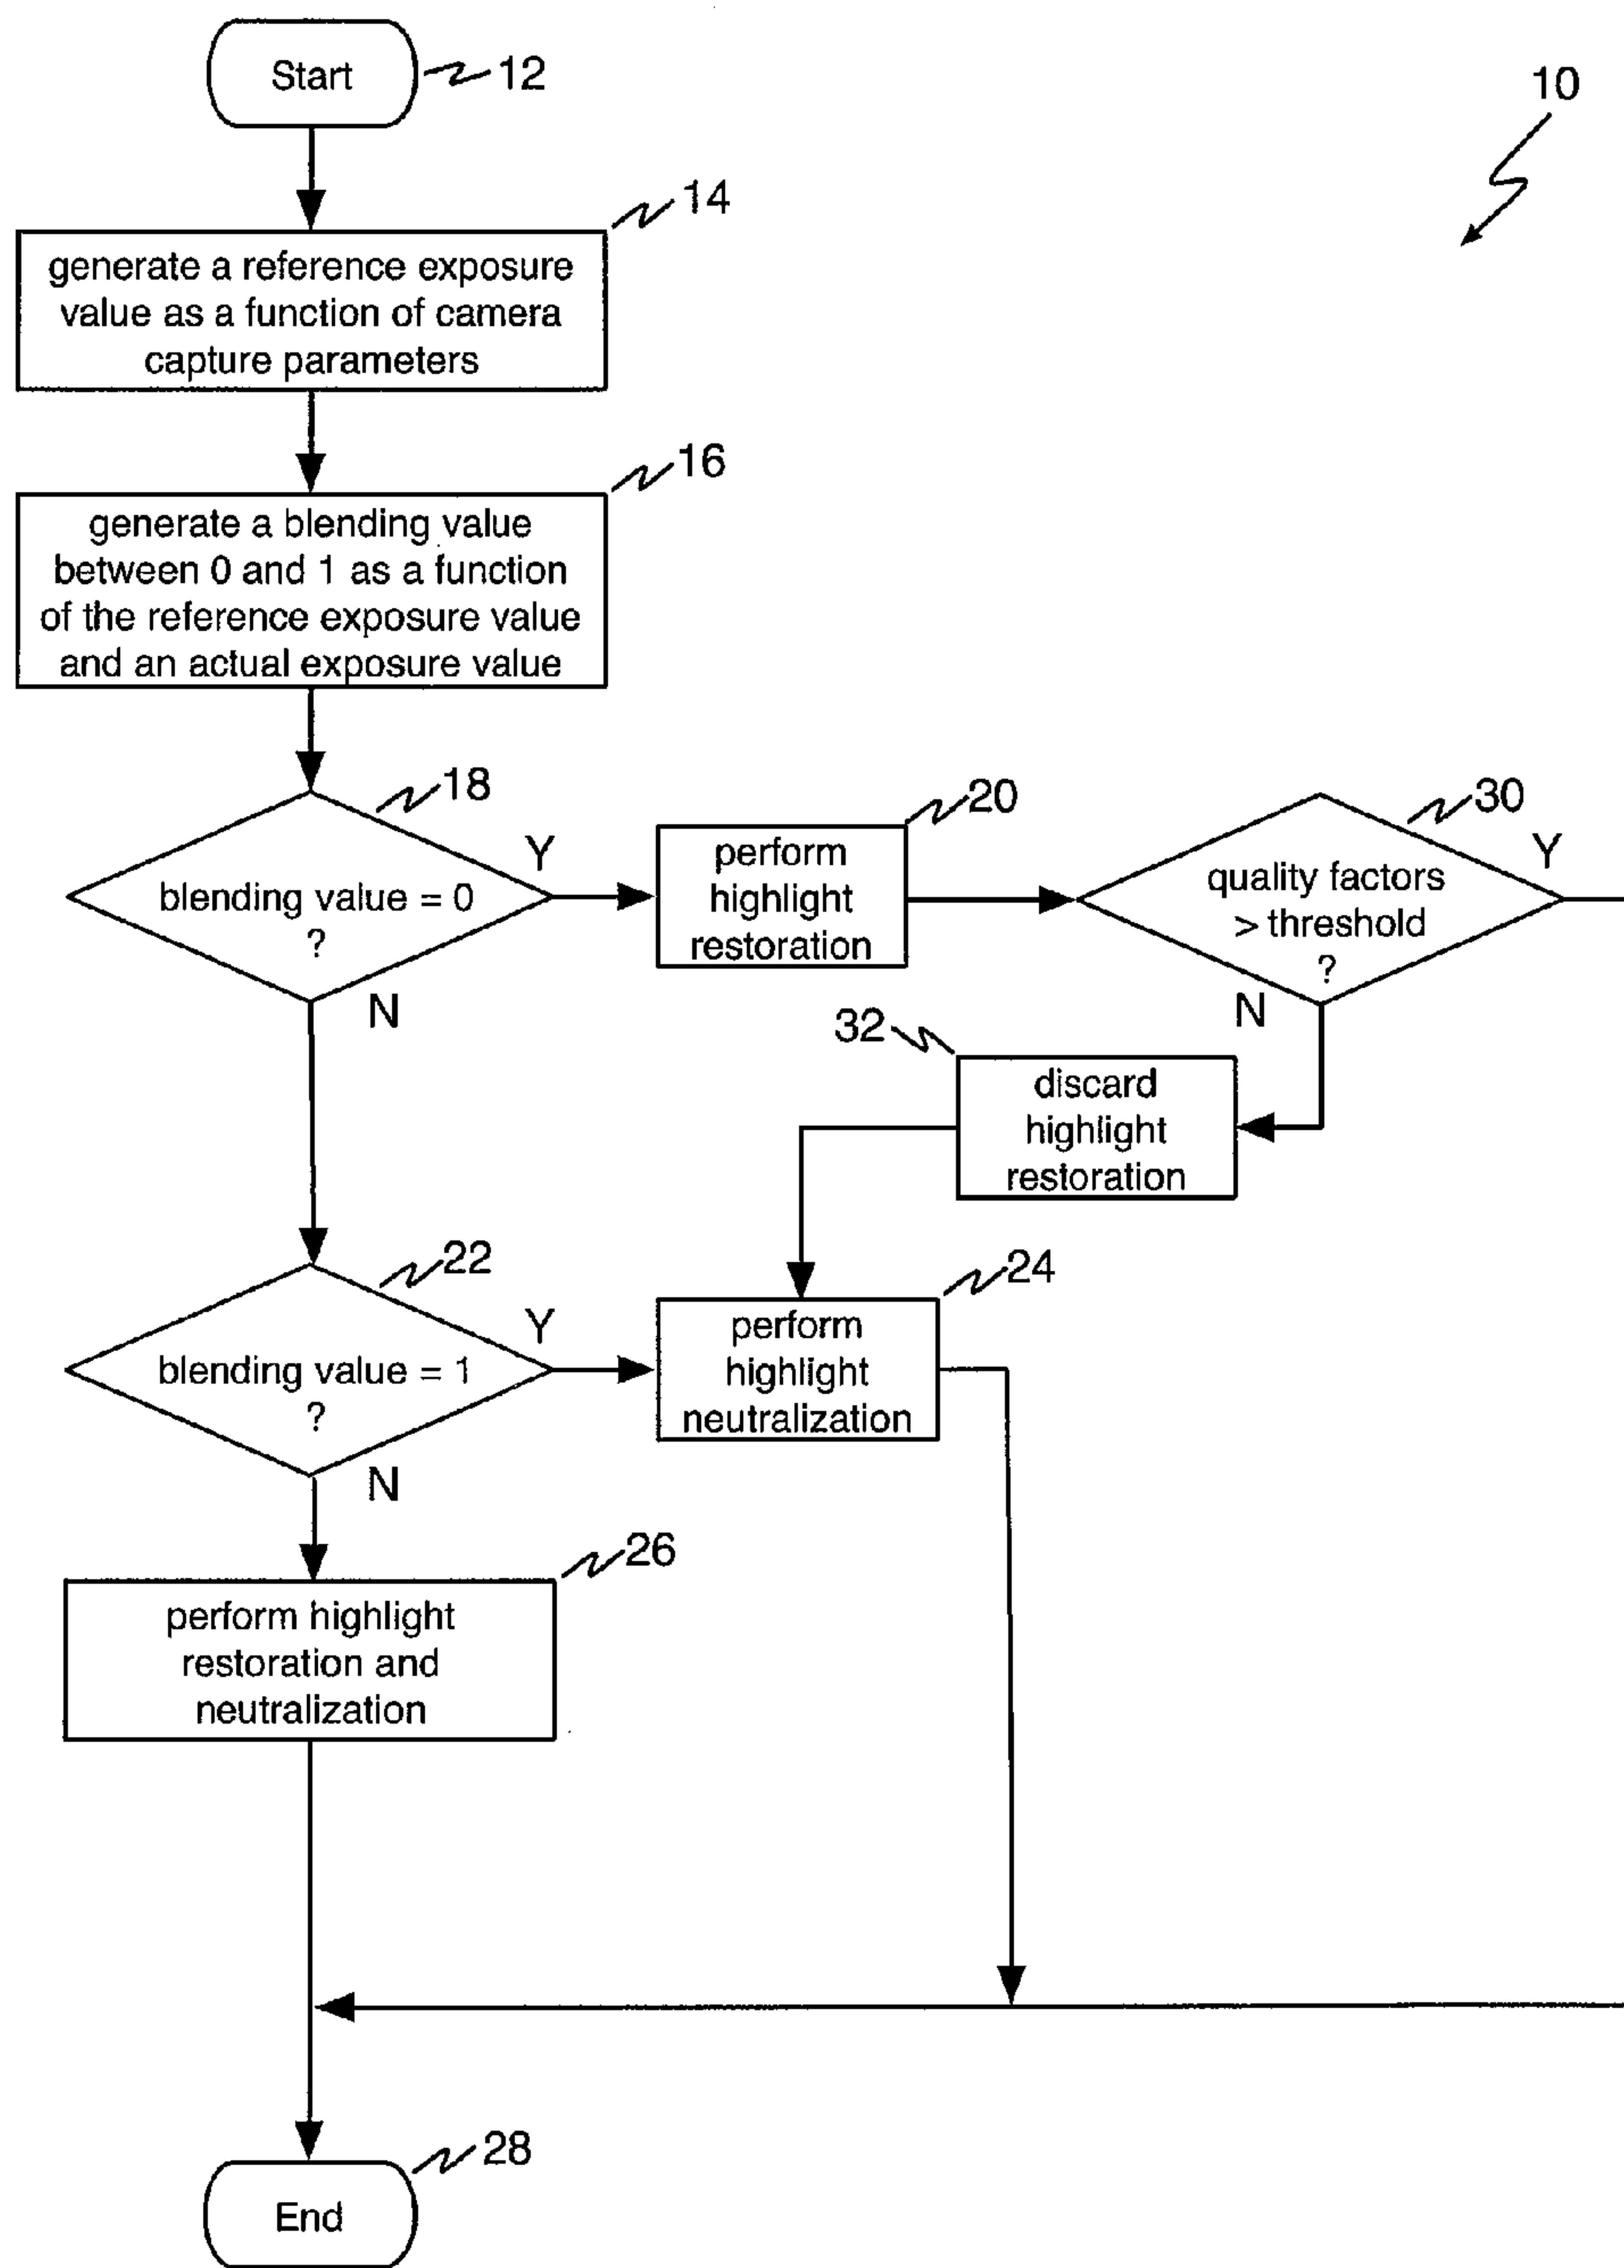 Start
12
10
14
generate a reference exposure
value as a function of camera
capture parameters
16
generate a blending value
between 0 and 1 as a function
of the reference exposure value
and an actual exposure value
18
blending value = 0
?
Y
N
20
perform
highlight
restoration
30
quality factors
> threshold
?
Y
N
32
discard
highlight
restoration
22
blending value = 1
?
Y
N
24
perform
highlight
neutralization
26
perform highlight
restoration and
neutralization
28
End